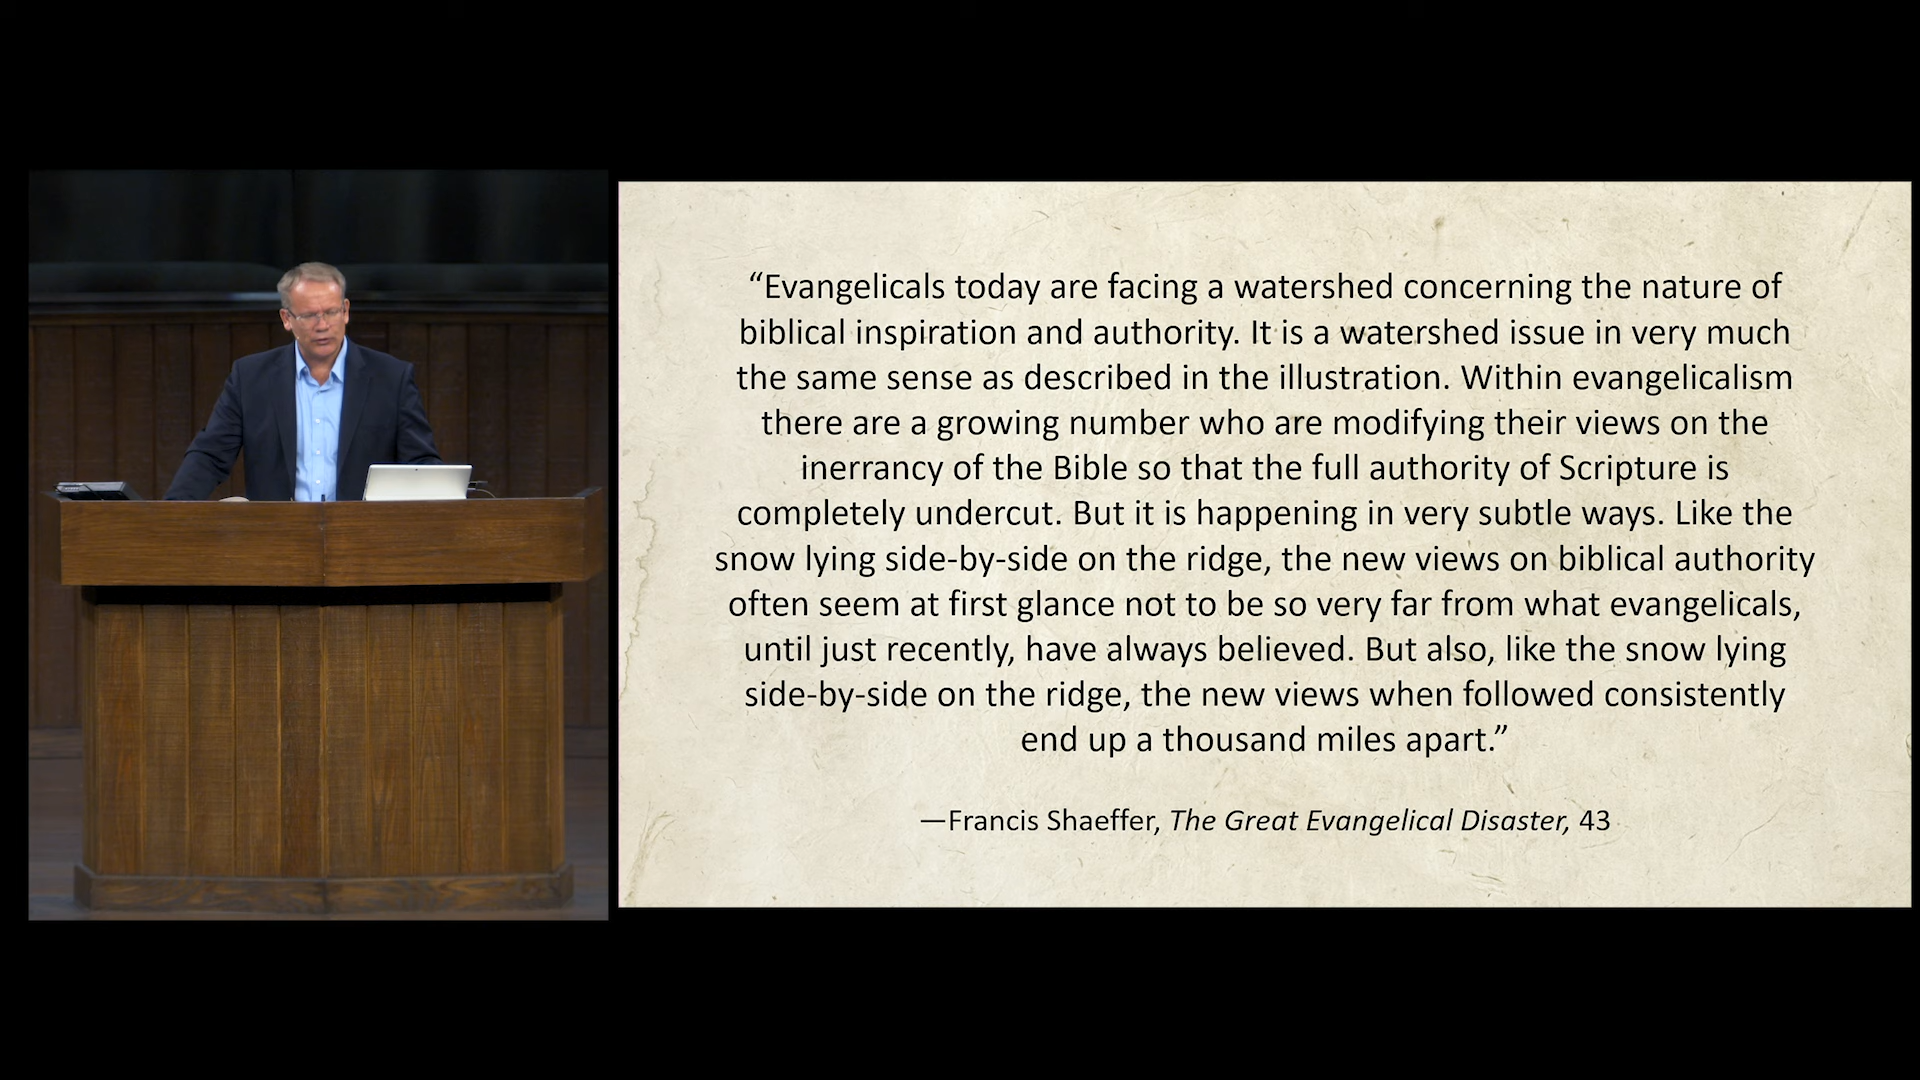 “Evangelicals today are facing a watershed concerning the nature of
biblical inspiration and authority. It is a watershed issue in very much
the same sense as described in the illustration. Within evangelicalism
there are a growing number who are modifying their views on the
inerrancy of the Bible so that the full authority of Scripture is
completely undercut. But it is happening in very subtle ways. Like the
snow lying side-by-side on the ridge, the new views on biblical authority
often seem at first glance not to be so very far from what evangelicals,
until just recently, have always believed. But also, like the snow lying
side-by-side on the ridge, the new views when followed consistently
end up a thousand miles apart.”
—Francis Shaeffer, The Great Evangelical Disaster, 43